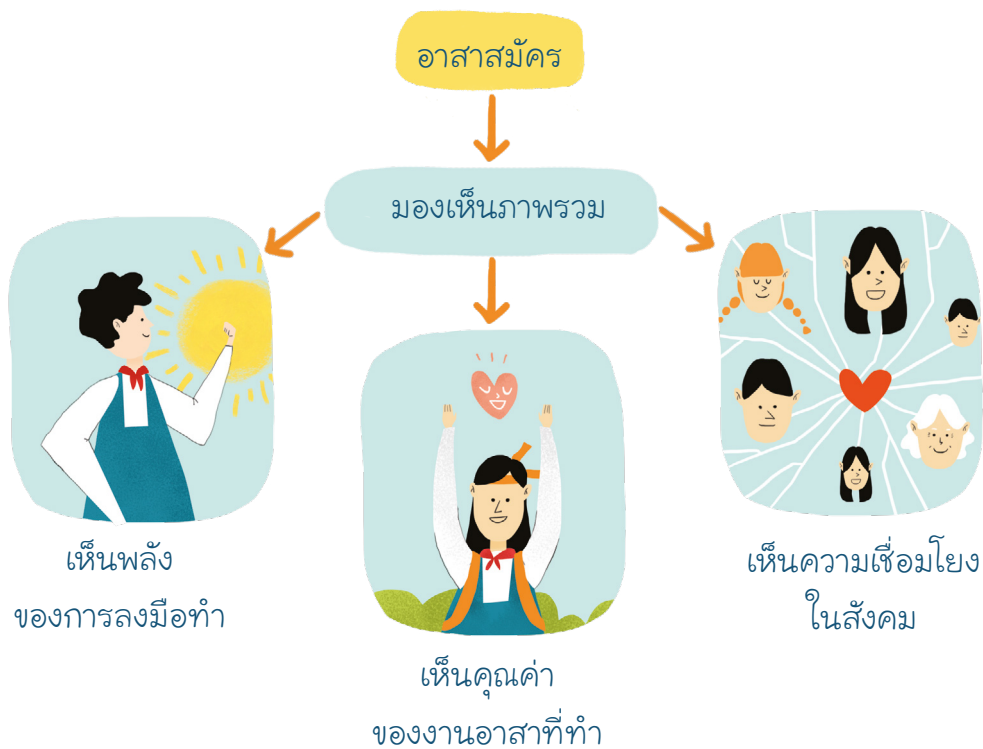 อาสาสมัคร
มองเห็นภาพรวม
เห็นพลัง
ของการลงมือทำ
เห็นคุณค่า
ของงานอาสาที่ทำ
เห็นความเชื่อมโยง
ในสังคม